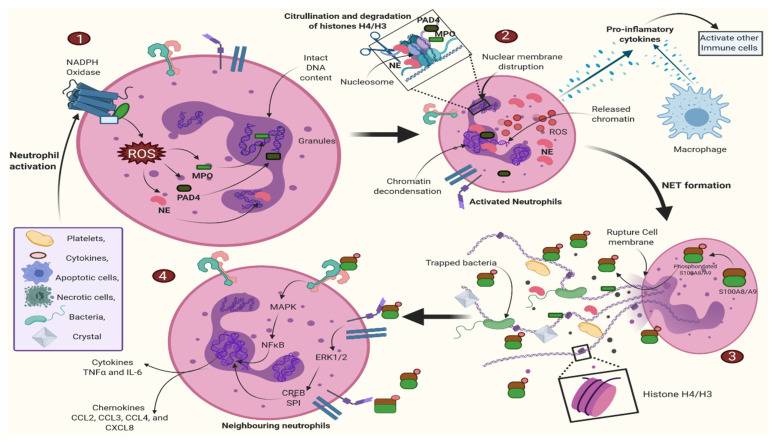 1
NADPH
Oxidase
Neutrophil
activation
ROS
MPO
PAD4
NE
Intact
DNA
content
Granules
Citrullination and degradation
of histones H4/H3
PAD4
MPO
NE
Nucleosome
2
Nuclear membrane
disruption
Released
chromatin
ROS
NE
Chromatin
decondensation
Activated Neutrophils
Pro-inflamatory
cytokines
Activate other
Immune cells
Macrophage
NET formation
Platelets,
Cytokines,
Apoptotic cells,
Necrotic cells,
Bacteria,
Crystal
4
MAPK
NFκB
ERK1/2
CREB
SPI
Cytokines
TNFα and IL-6
Chemokines
CCL2, CCL3, CCL4, and
CXCL8
Neighbouring neutrophils
Trapped bacteria
Rupture Cell
membrane
S100A8/A9
S100A8/A9
3
Histone H4/H3